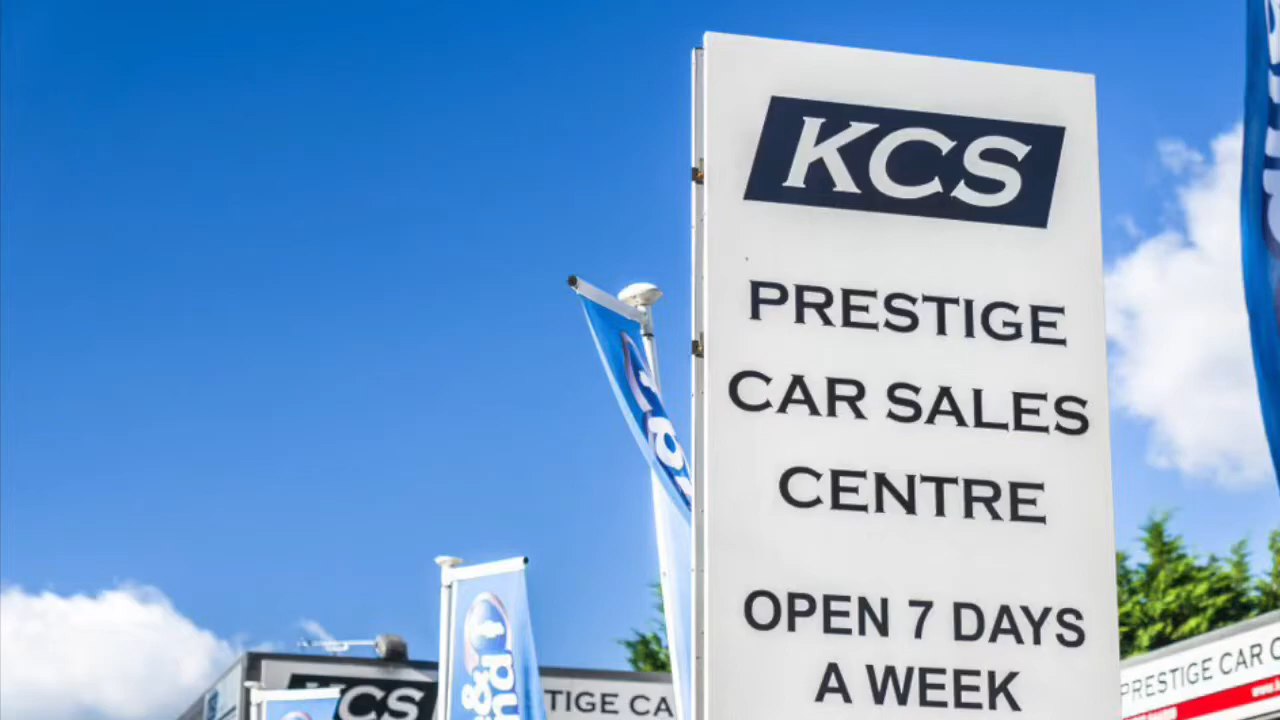 KCS
PRESTIGE
CAR SALES
CENTRE
OPEN 7 DAYS
A WEEK
KCS
TIGE CA
PRESTIGE CAR C